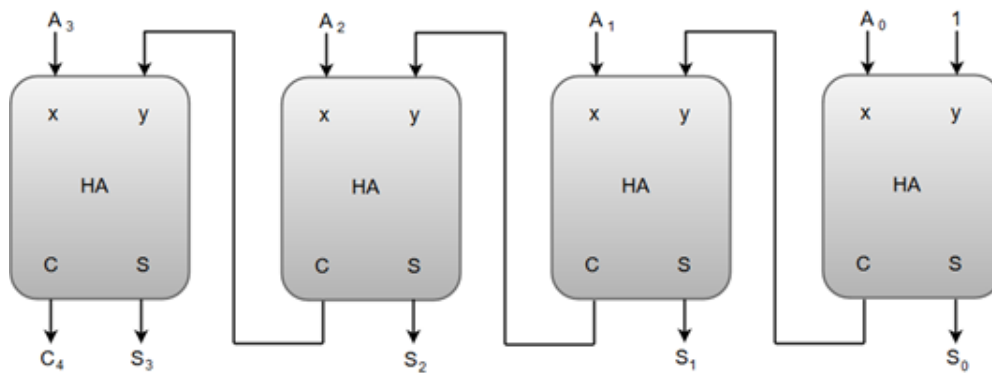 A3 A2 A1 A0 1
x y x y x y x y
HA HA HA HA
C S C S C S C S
C4 S3 S2 S1 S0